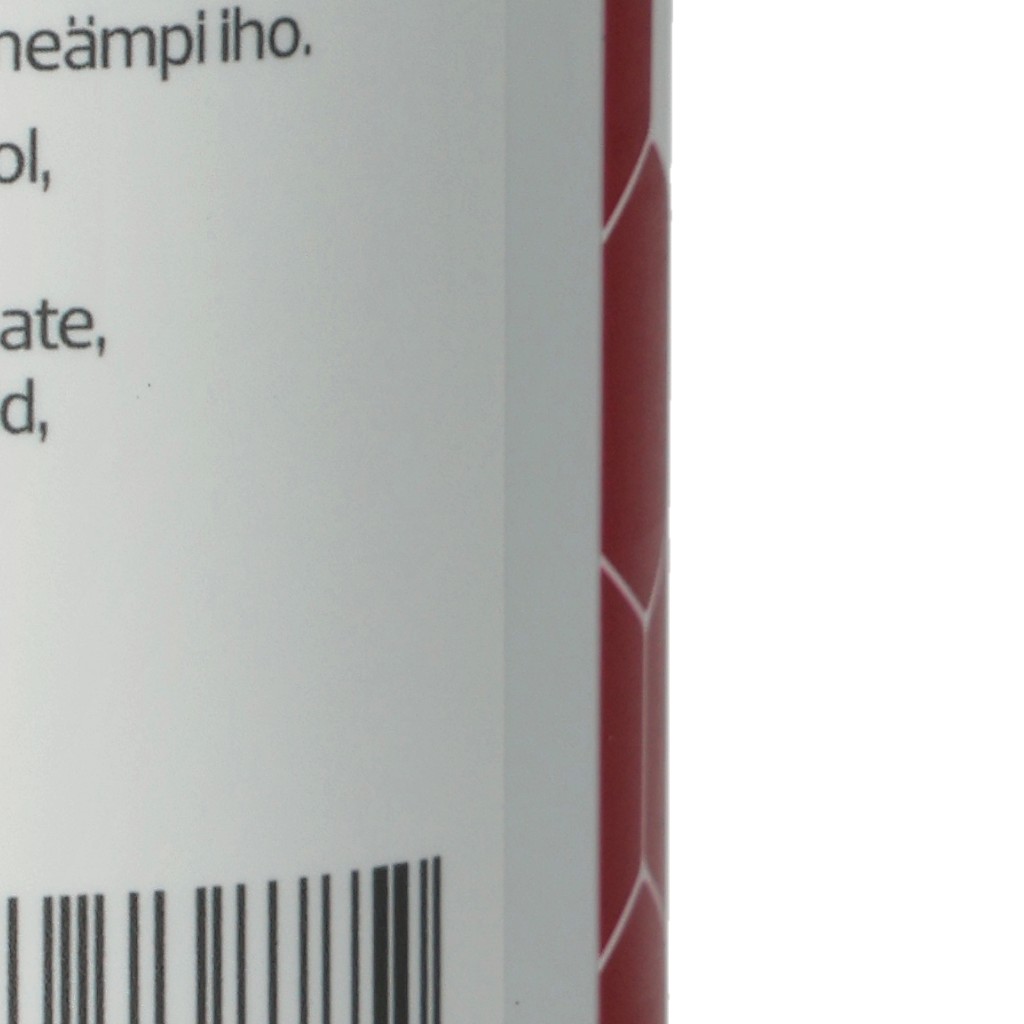 neämpi iho.
ol,
ate,
d,